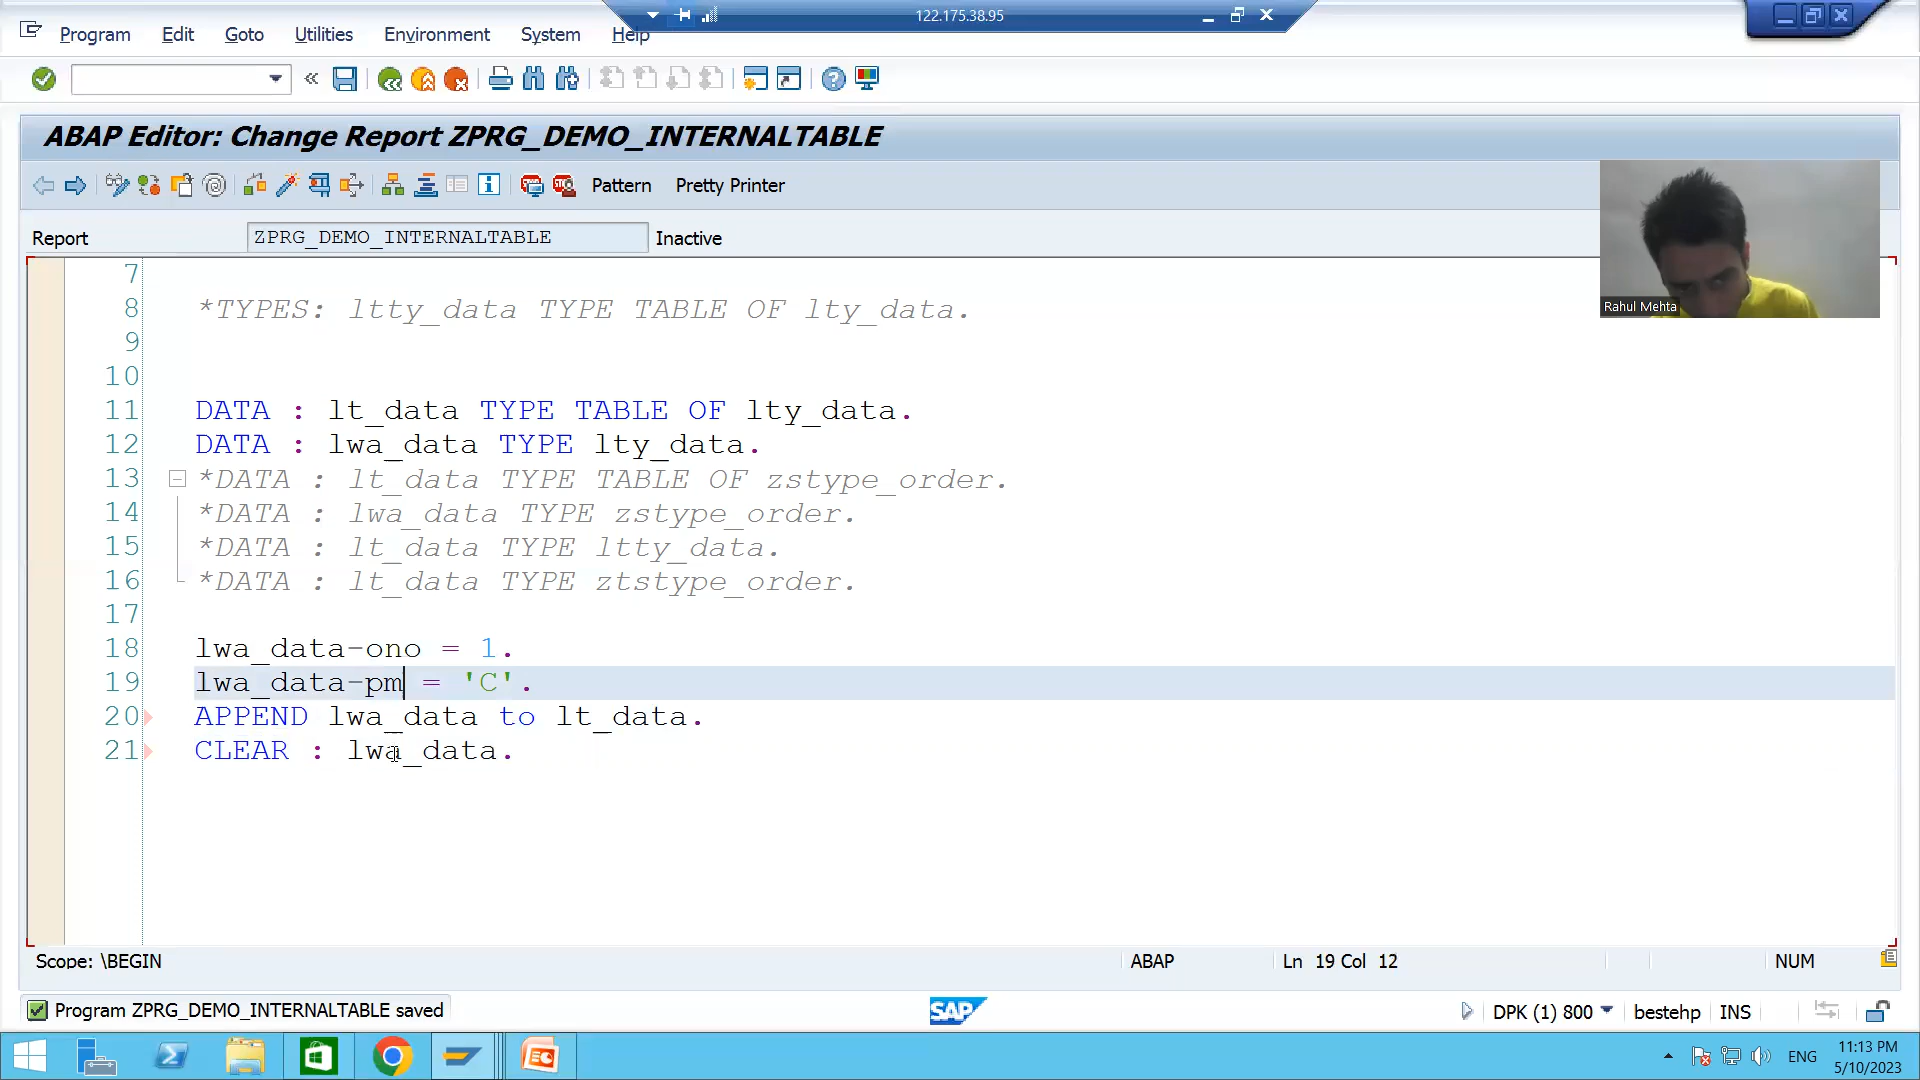 122.175.38.95
Program Edit Goto Utilities Environment System Help
ABAP Editor: Change Report ZPRG_DEMO_INTERNALTABLE
Pattern Pretty Printer
Report ZPRG_DEMO_INTERNALTABLE Inactive
Rahul Mehta
7
8 *TYPES: ltty_data TYPE TABLE OF lty_data.
9
10
11 DATA : lt_data TYPE TABLE OF lty_data.
12 DATA : lwa_data TYPE lty_data.
13 *DATA : lt_data TYPE TABLE OF zstype_order.
14 *DATA : lwa_data TYPE zstype_order.
15 *DATA : lt_data TYPE ltty_data.
16 *DATA : lt_data TYPE ztstype_order.
17
18 lwa_data-ono = 1.
19 lwa_data-pm = 'C'.
20 APPEND lwa_data to lt_data.
21 CLEAR : lwa_data.
Scope: \BEGIN ABAP Ln 19 Col 12 NUM
Program ZPRG_DEMO_INTERNALTABLE saved SAP DPK (1) 800 bestehp INS
ENG 11:13 PM
5/10/2023